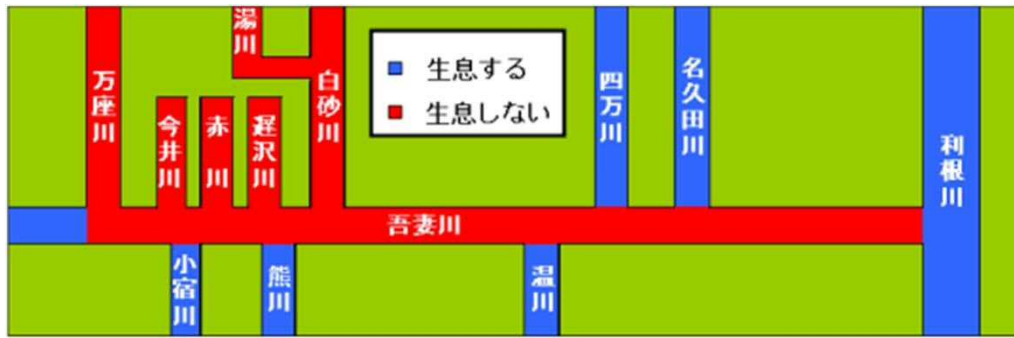 湯川
万座川
白砂川
今井川
赤川
遅沢川
生息する
生息しない
四万川
名久田川
利根川
吾妻川
小宿川
熊川
温川